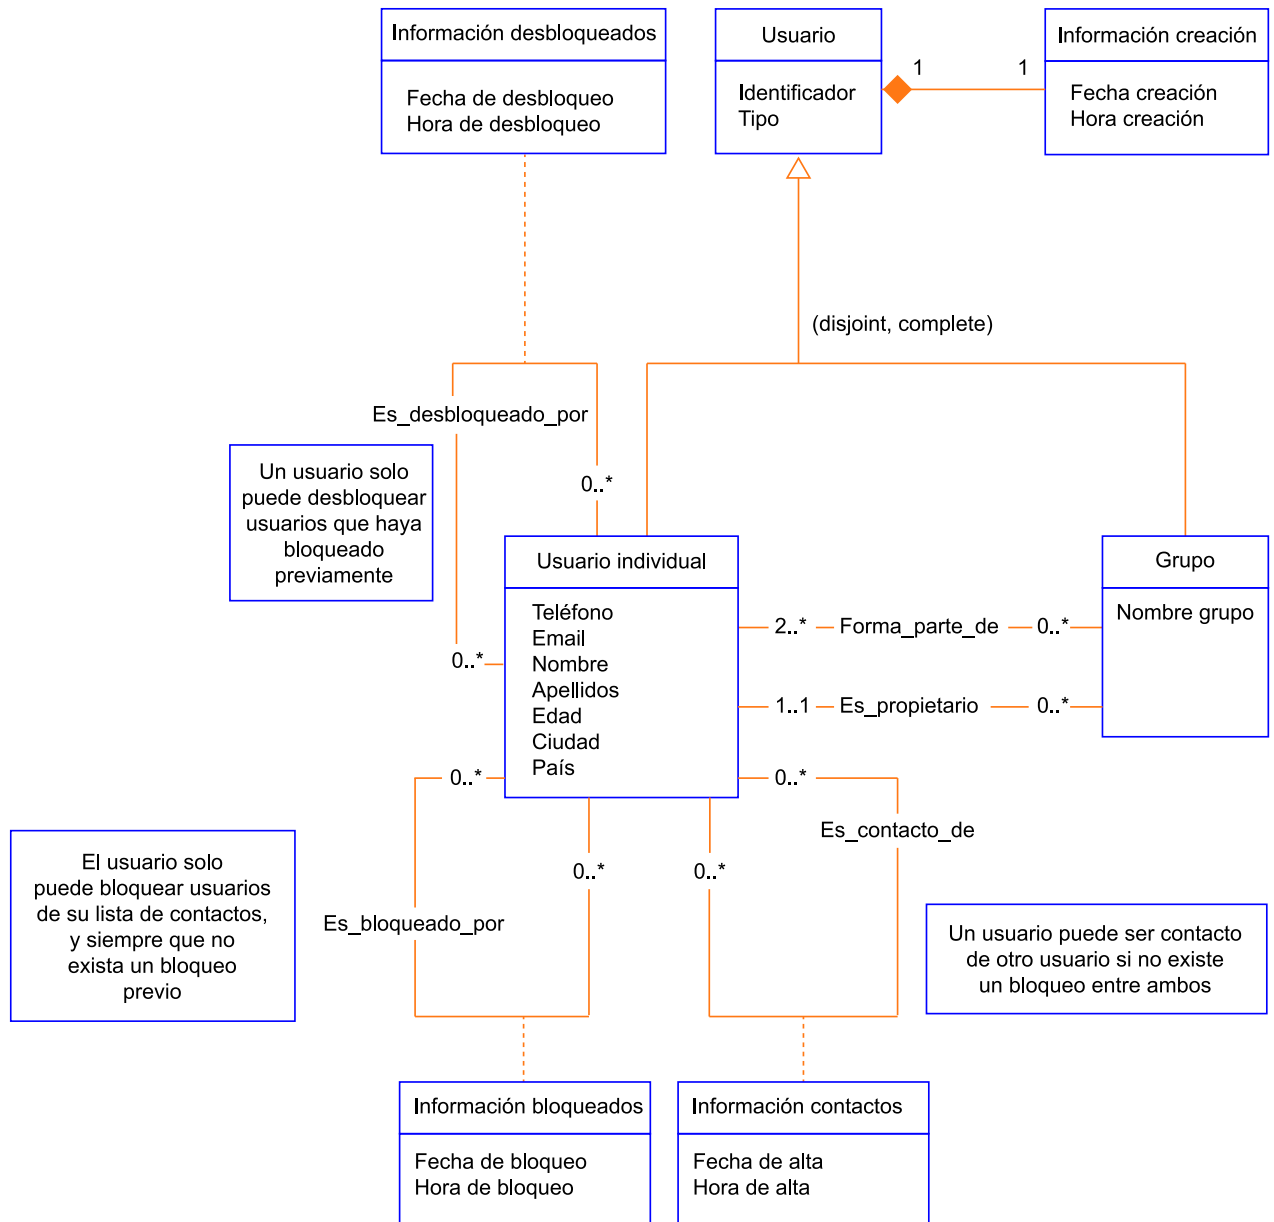 Información desbloqueados
Fecha de desbloqueo
Hora de desbloqueo
Usuario
Identificador
Tipo
1
1
Información creación
Fecha creación
Hora creación
(disjoint, complete)
Es_desbloqueado_por
0..*
0..*
Un usuario solo
puede desbloquear
usuarios que haya
bloqueado
previamente
Usuario individual
Teléfono
Email
Nombre
Apellidos
Edad
Ciudad
País
Grupo
Nombre grupo
2..*
Forma_parte_de
0..*
1..1
Es_propietario
0..*
0..*
0..*
Es_bloqueado_por
0..*
0..*
Es_contacto_de
El usuario solo
puede bloquear usuarios
de su lista de contactos,
y siempre que no
exista un bloqueo
previo
Un usuario puede ser contacto
de otro usuario si no existe
un bloqueo entre ambos
Información bloqueados
Fecha de bloqueo
Hora de bloqueo
Información contactos
Fecha de alta
Hora de alta